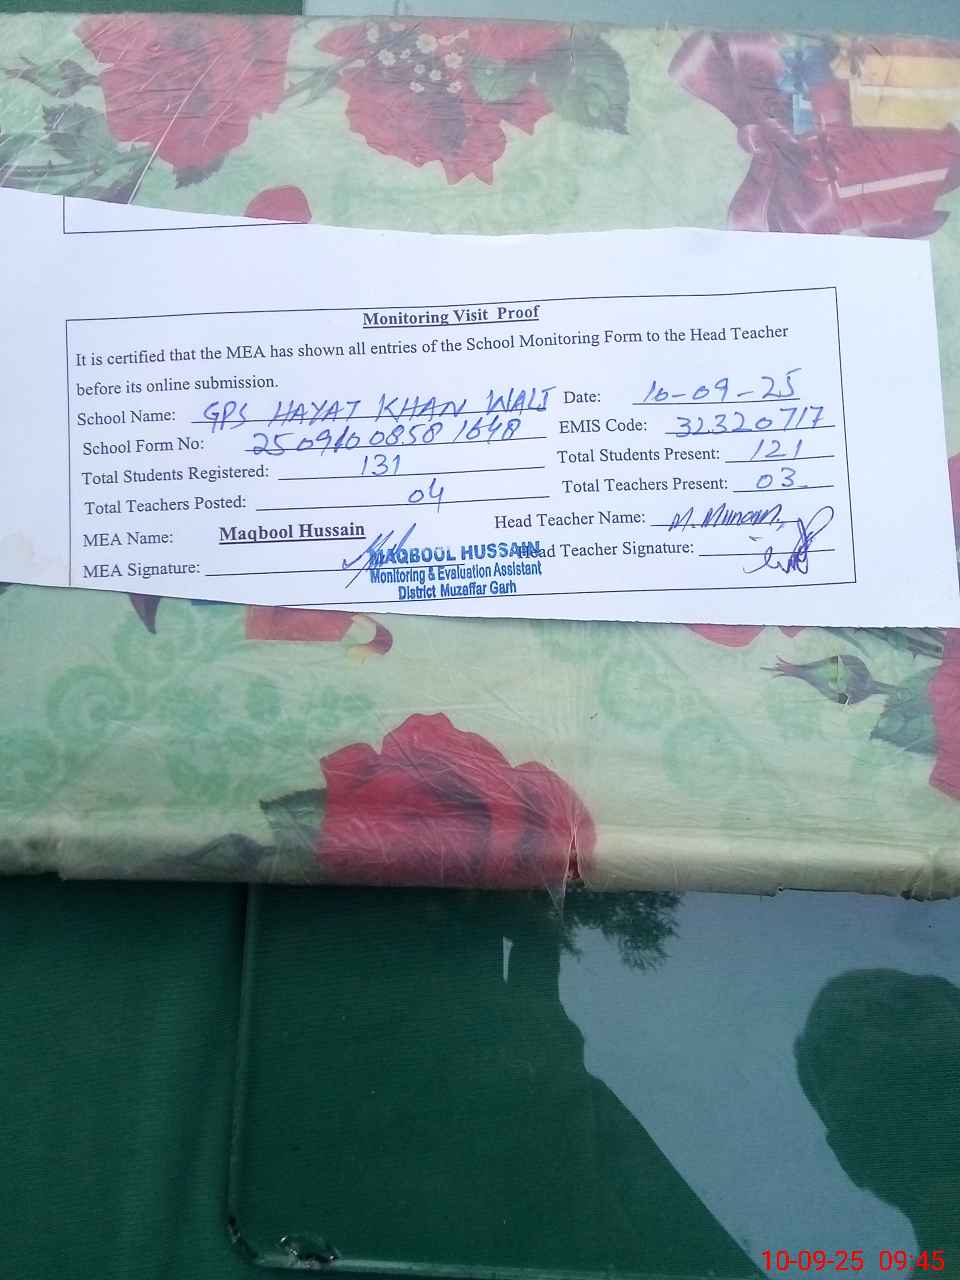 Monitoring Visit Proof
It is certified that the MEA has shown all entries of the School Monitoring Form to the Head Teacher
before its online submission.
School Name: GPS HAYAT KHAN WALI Date: 10-09-25
School Form No: 2509100858 1648 EMIS Code: 32320717
Total Students Registered: 131 Total Students Present: 121
Total Teachers Posted: 04 Total Teachers Present: 03
MEA Name: Maqbool Hussain Head Teacher Name: M.
MEA Signature: Head Teacher Signature:
MAQBOOL HUSSAIN
Monitoring & Evaluation Assistant
District Muzaffar Garh
10-09-25 09:45